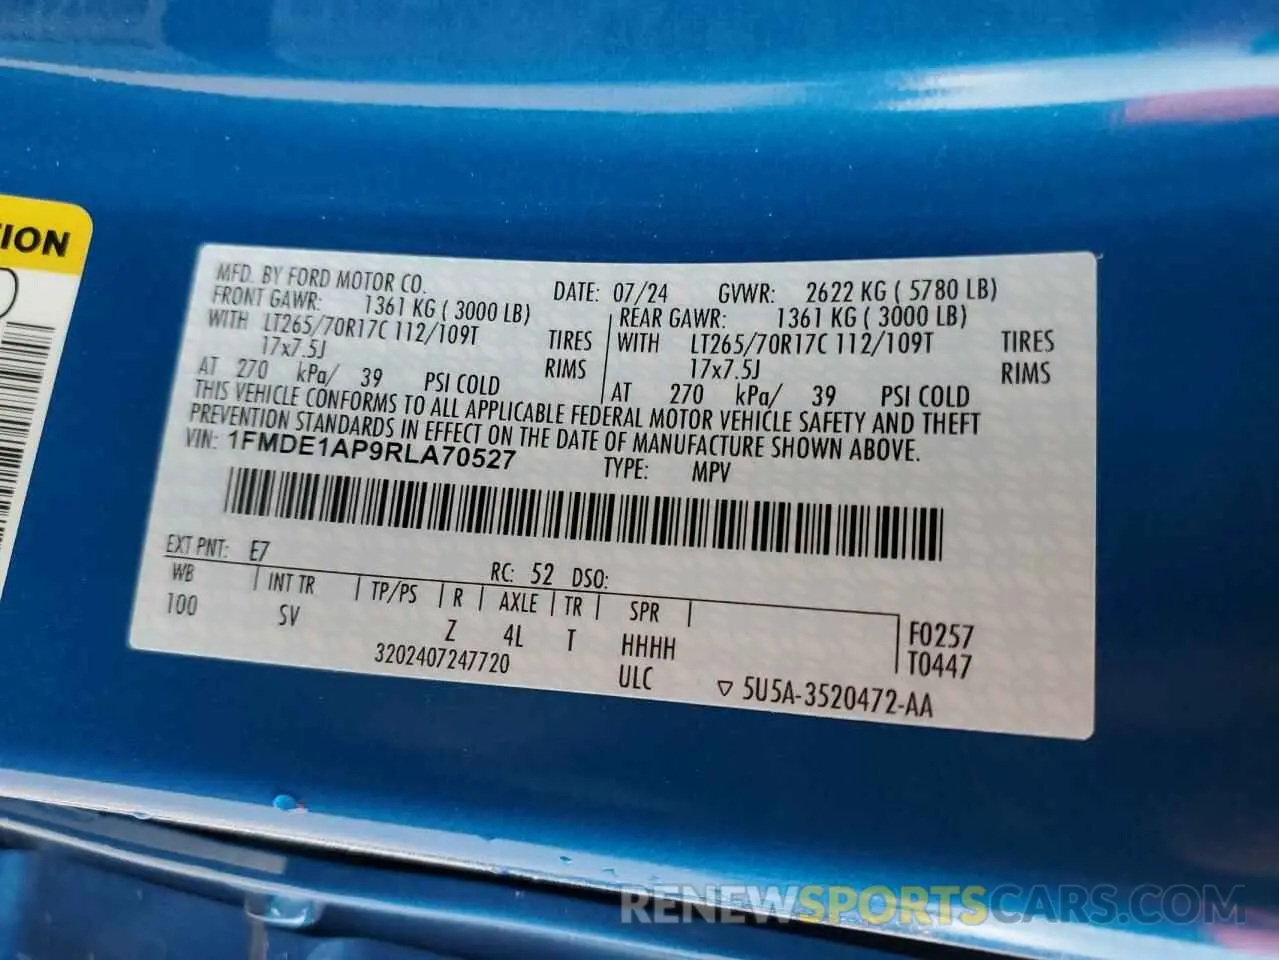 TION
MFD. BY FORD MOTOR CO.
DATE: 07/24 GVWR: 2622 KG ( 5780 LB)
FRONT GAWR: 1361 KG ( 3000 LB)
REAR GAWR: 1361 KG ( 3000 LB)
WITH LT265/70R17C 112/109T TIRES
WITH LT265/70R17C 112/109T TIRES
17x7.5J RIMS
17x7.5J RIMS
AT 270 kPa/ 39 PSI COLD
AT 270 kPa/ 39 PSI COLD
THIS VEHICLE CONFORMS TO ALL APPLICABLE FEDERAL MOTOR VEHICLE SAFETY AND THEFT
PREVENTION STANDARDS IN EFFECT ON THE DATE OF MANUFACTURE SHOWN ABOVE.
VIN: 1FMDE1AP9RLA70527 TYPE: MPV
EXT PNT: E7 RC: 52 DSO:
WB INT TR TP/PS R AXLE TR SPR F0257
100 SV Z 4L T HHHH T0447
3202407247720 ULC ▽ 5U5A-3520472-AA
RENEWSPORTSCARS.COM